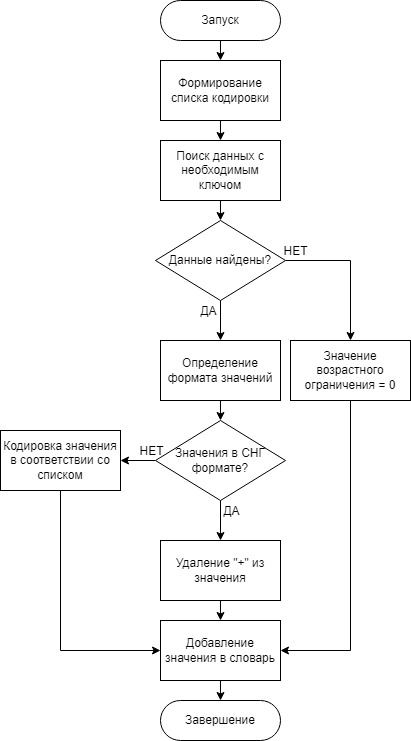 Запуск
Формирование
списка кодировки
Поиск данных с
необходимым
ключом
Данные найдены?
НЕТ
ДА
Определение
формата значений
Значение
возрастного
ограничения = 0
Значения в СНГ
формате?
НЕТ
Кодировка значения
в соответствии со
списком
ДА
Удаление "+" из
значения
Добавление
значения в словарь
Завершение